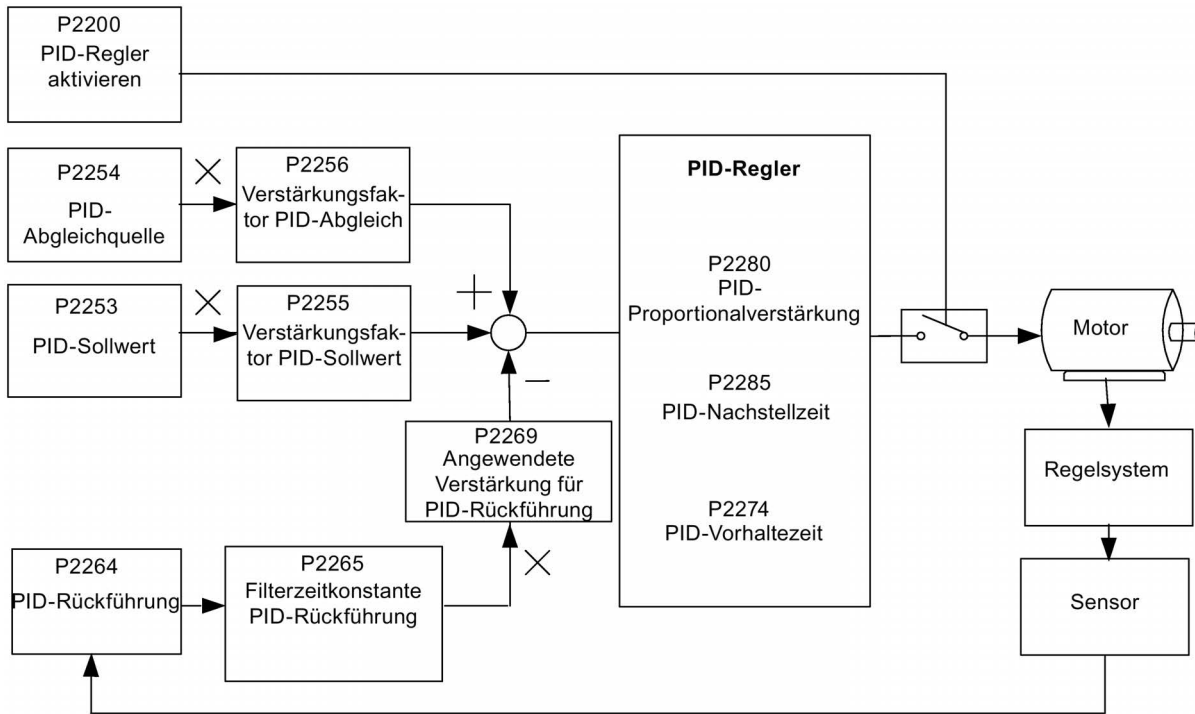 P2200
PID-Regler
aktivieren
P2254
PID-
Abgleichquelle
P2256
Verstärkungsfak-
tor PID-Abgleich
P2253
PID-Sollwert
P2255
Verstärkungsfak-
tor PID-Sollwert
P2269
Angewendete
Verstärkung für
PID-Rückführung
P2264
PID-Rückführung
P2265
Filterzeitkonstante
PID-Rückführung
PID-Regler
P2280
PID-
Proportionalverstärkung
P2285
PID-Nachstellzeit
P2274
PID-Vorhaltezeit
Motor
Regelsystem
Sensor